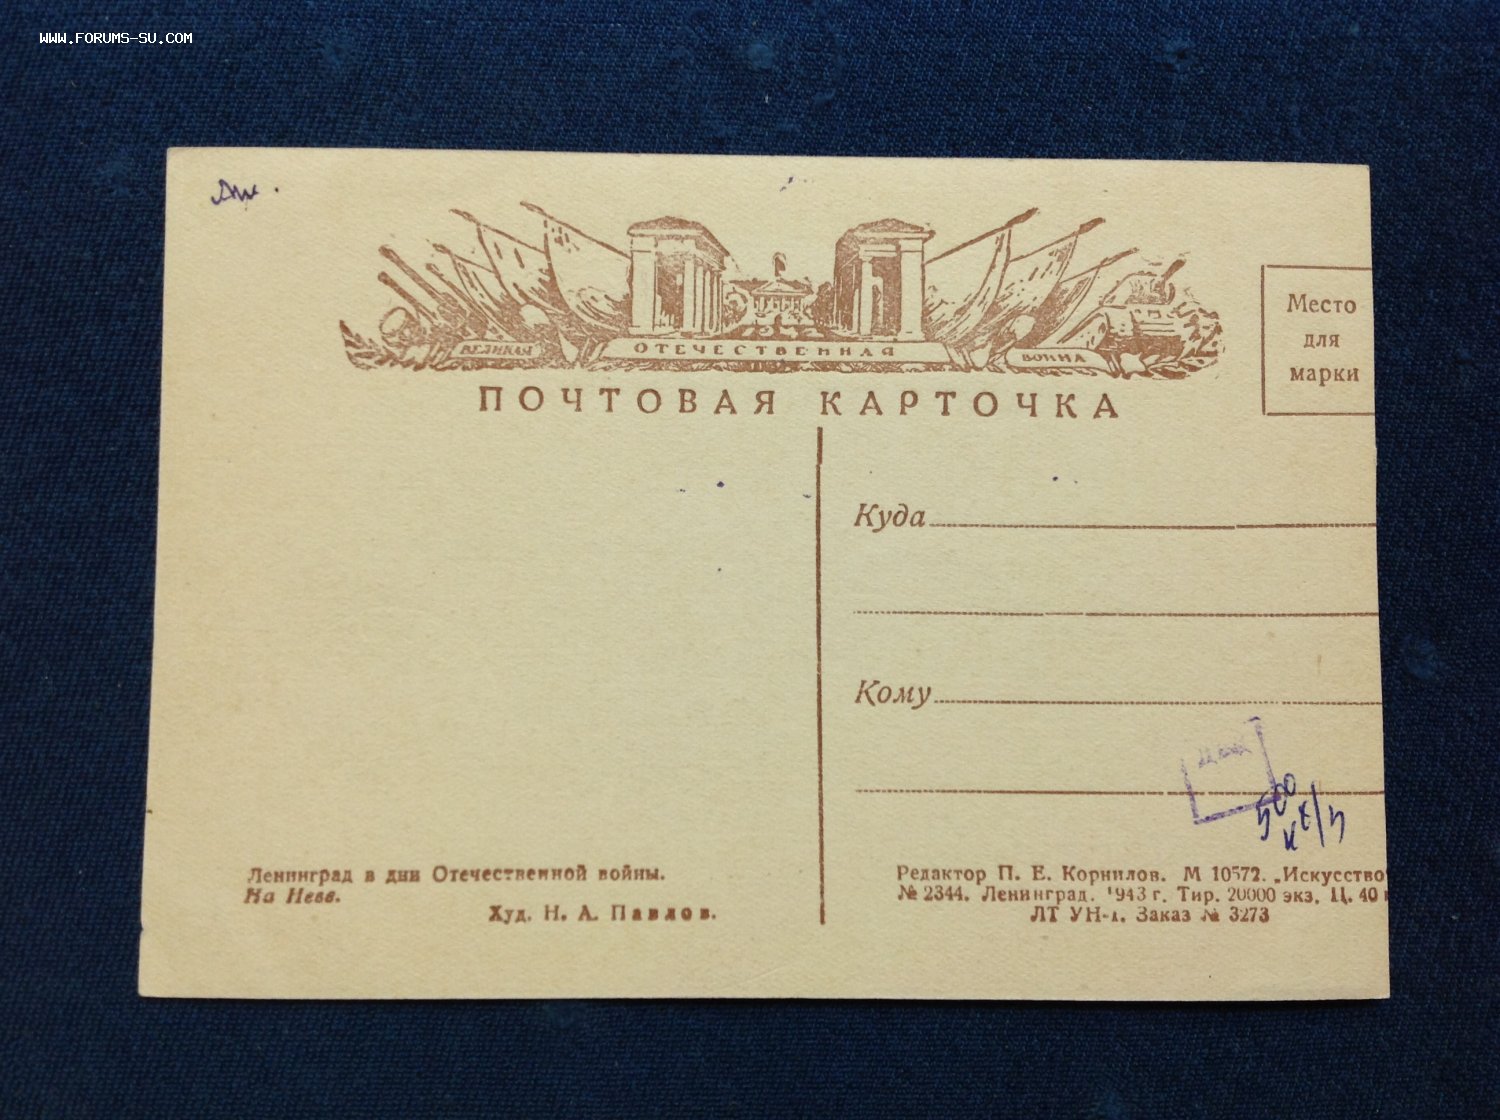 WWW.FORUMS-SU.COM
ВЕЛИКАЯ ОТЕЧЕСТВЕННАЯ ВОЙНА
ПОЧТОВАЯ КАРТОЧКА
Место
для
марки
Куда
Кому
500
Ленинград в дни Отечественной войны.
На Неве.
Худ. Н. А. Павлов.
Редактор П. Е. Корнилов. М 10572. „Искусство
№ 2344. Ленинград. 1943 г. Тир. 20000 экз. Ц. 40
ЛТ УН-1. Заказ № 3273